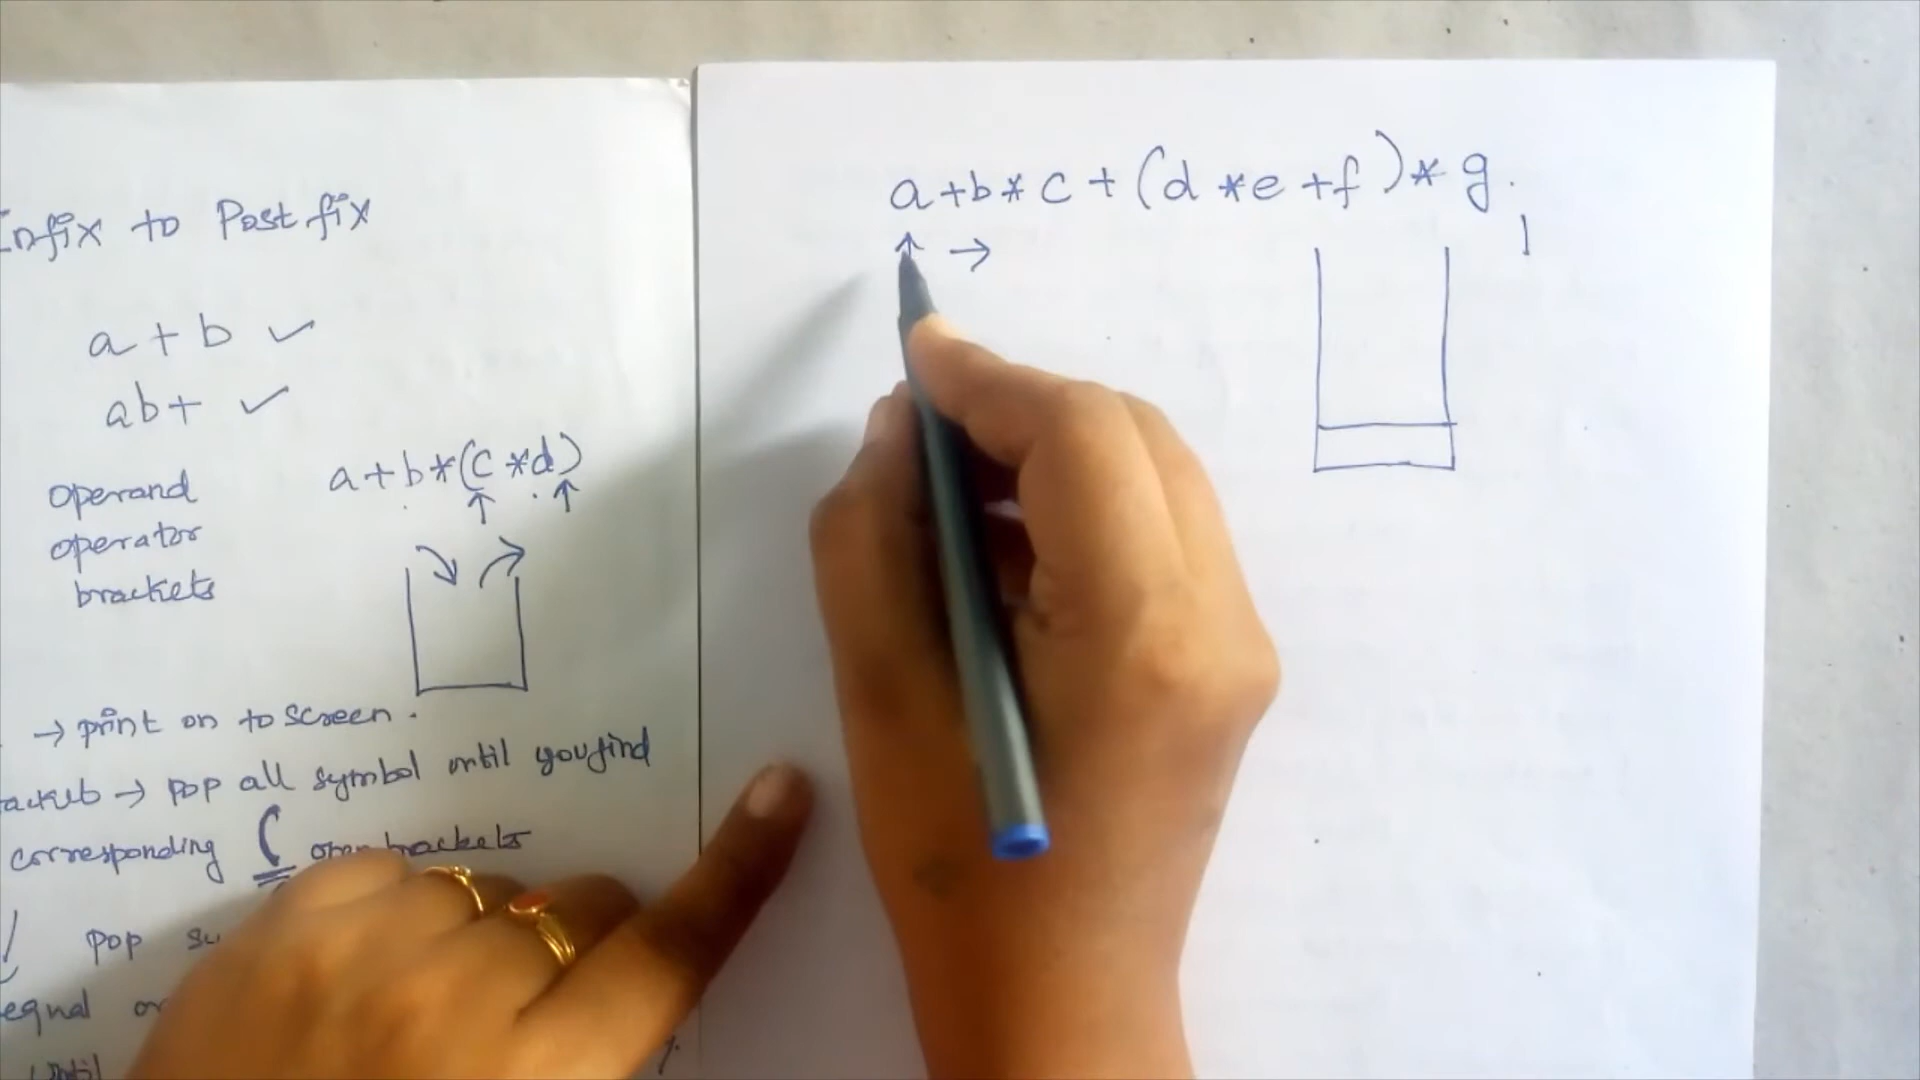 Infix to Postfix
a + b ✓
ab+ ✓
operand
operator
brackets
a + b * (c * d)
→ print on to screen.
→ pop all symbol until you find
corresponding ( open brackets
pop
equal
until
a + b * c + (d * e + f) * g